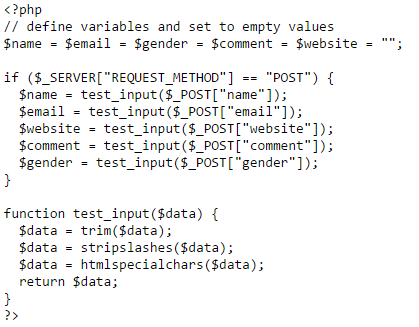 <?php
// define variables and set to empty values
$name = $email = $gender = $comment = $website = "";

if ($_SERVER["REQUEST_METHOD"] == "POST") {
  $name = test_input($_POST["name"]);
  $email = test_input($_POST["email"]);
  $website = test_input($_POST["website"]);
  $comment = test_input($_POST["comment"]);
  $gender = test_input($_POST["gender"]);
}

function test_input($data) {
  $data = trim($data);
  $data = stripslashes($data);
  $data = htmlspecialchars($data);
  return $data;
}
?>